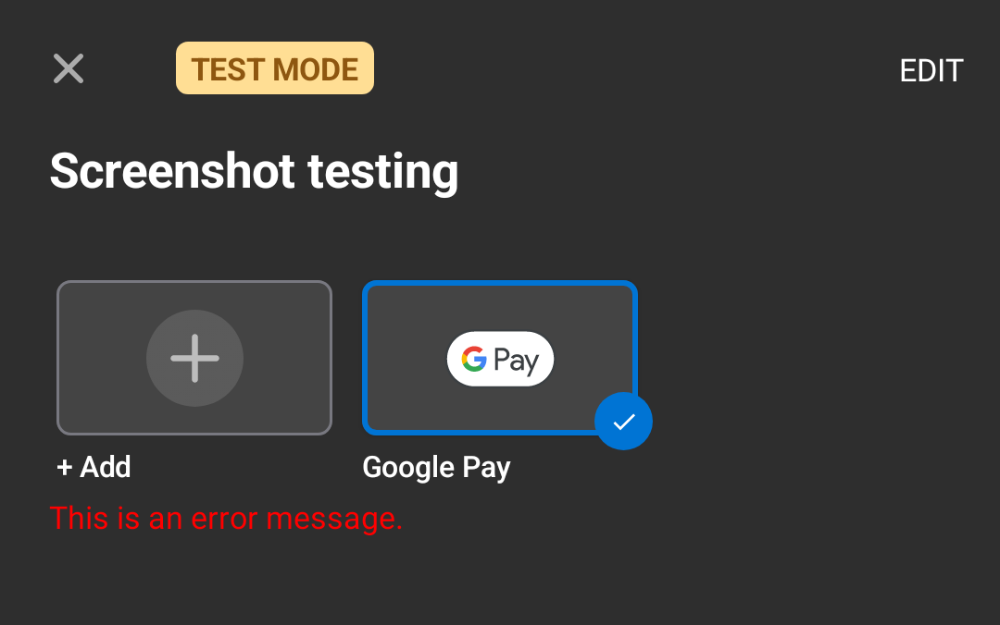 TEST MODE
EDIT
Screenshot testing
G Pay
+ Add
Google Pay
This is an error message.